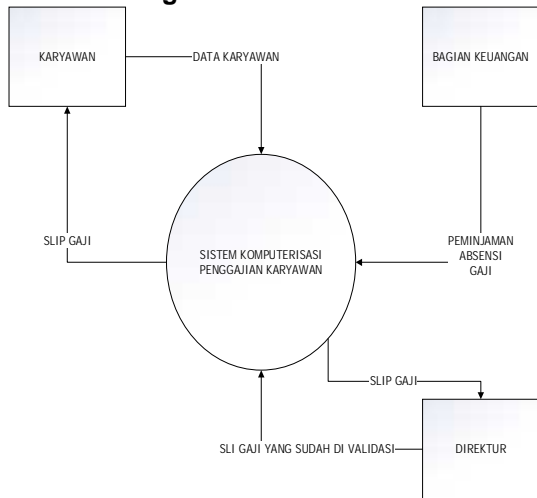 KARYAWAN
DATA KARYAWAN
BAGIAN KEUANGAN
SLIP GAJI
SISTEM KOMPUTERISASI
PENGGAJIAN KARYAWAN
PEMINJAMAN
ABSENSI
GAJI
SLIP GAJI
SLI GAJI YANG SUDAH DI VALIDASI
DIREKTUR